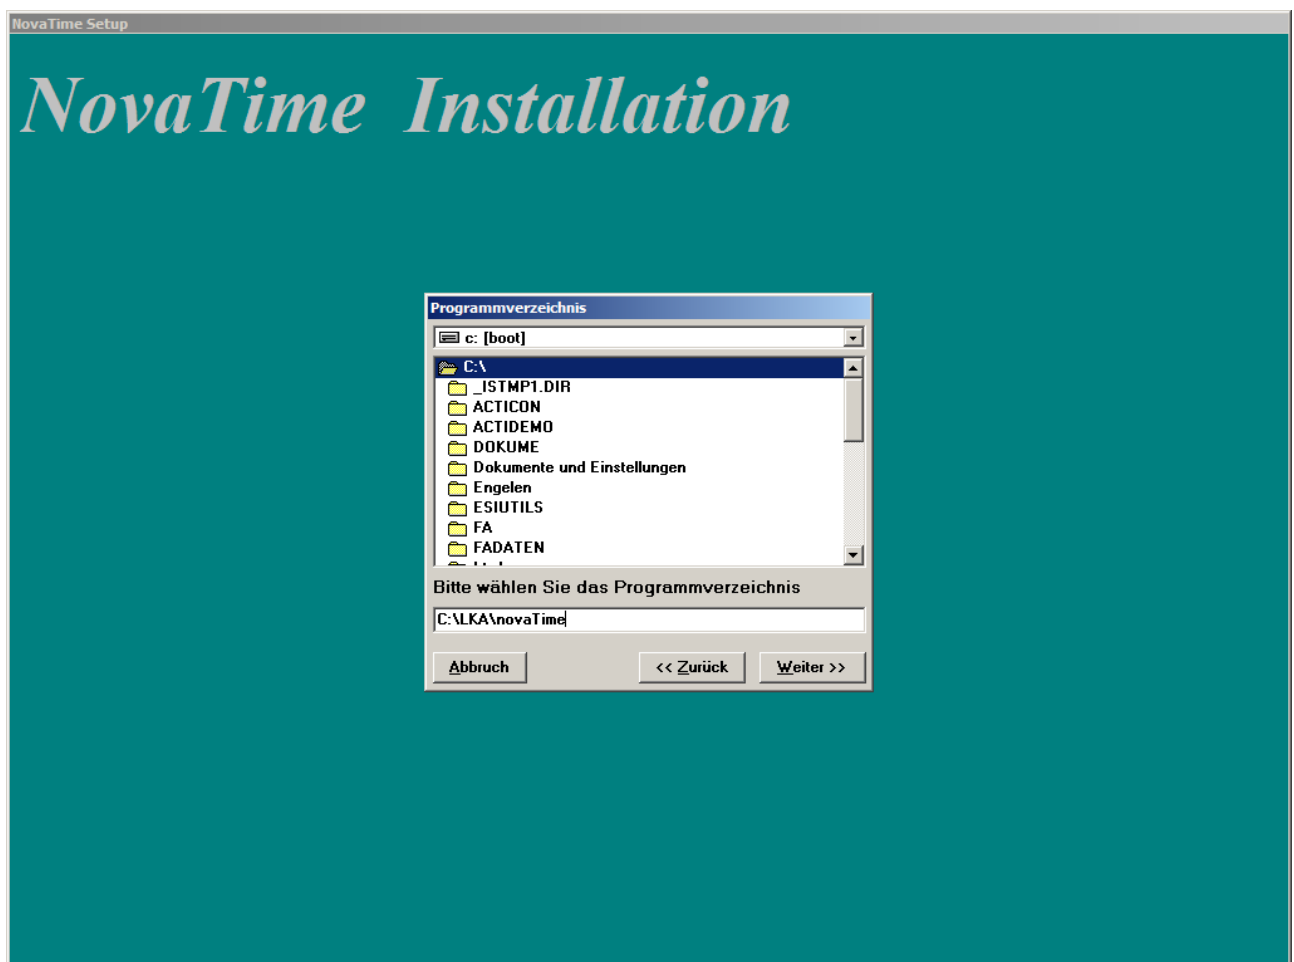 NovaTime Setup
NovaTime Installation
Programmverzeichnis
c: [boot]
C:\
_ISTMP1.DIR
ACTICON
ACTIDEMO
DOKUME
Dokumente und Einstellungen
Engelen
ESIUTILS
FA
FADATEN
Bitte wählen Sie das Programmverzeichnis
C:\LKA\novaTime
Abbruch
<< Zurück
Weiter >>